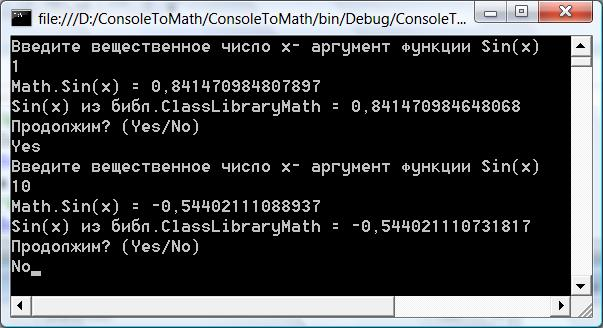 file:///D:/ConsoleToMath/ConsoleToMath/bin/Debug/ConsoleT...
Введите вещественное число x- аргумент функции Sin(x)
1
Math.Sin(x) = 0,841470984807897
Sin(x) из библ.ClassLibraryMath = 0,841470984648068
Продолжим? (Yes/No)
Yes
Введите вещественное число x- аргумент функции Sin(x)
10
Math.Sin(x) = -0,54402111088937
Sin(x) из библ.ClassLibraryMath = -0,544021110731817
Продолжим? (Yes/No)
No_